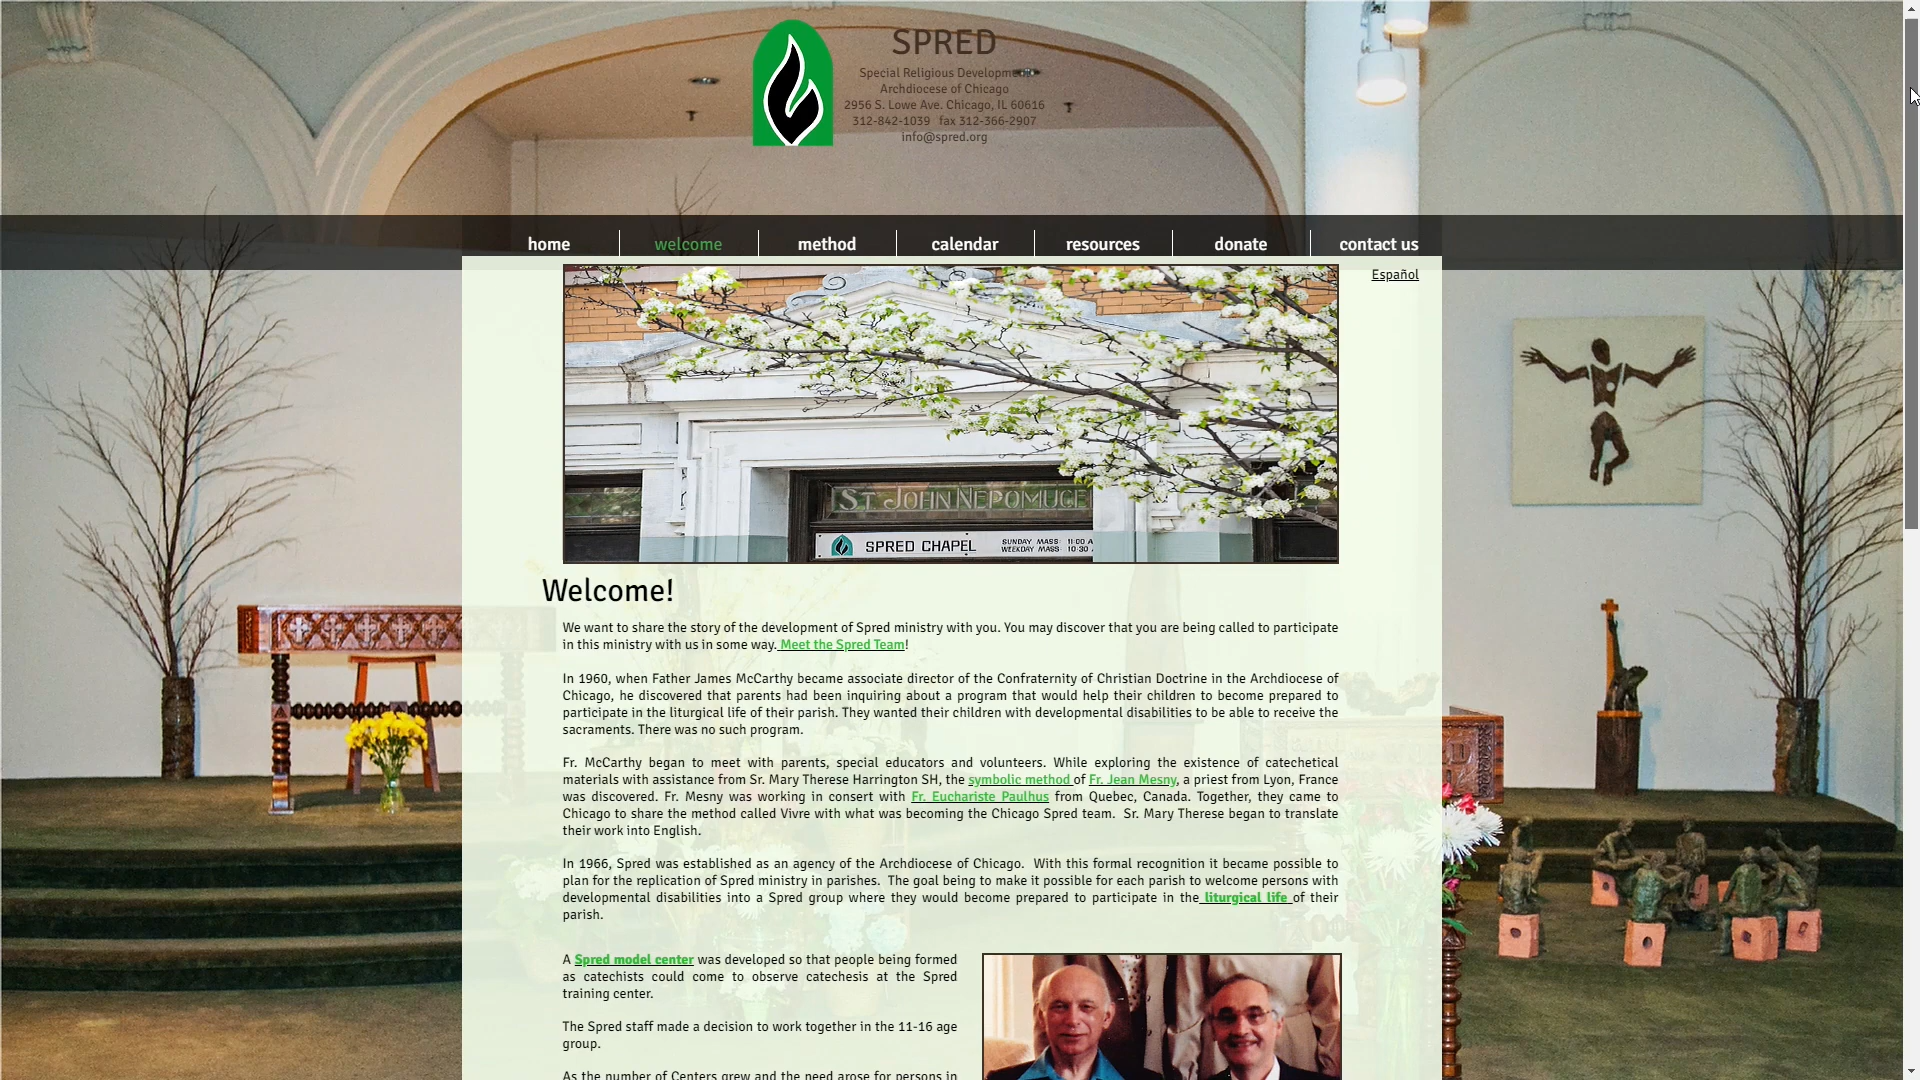 SPRED
Special Religious Development
Archdiocese of Chicago
2956 S. Lowe Ave. Chicago, IL 60616
312-842-1039 fax 312-366-2907
info@spred.org
home
welcome
method
calendar
resources
donate
contact us
Español
ST. JOHN NEPOMUCE
SPRED CHAPEL
SUNDAY MASS 11:00 A
WEEKDAY MASS 10:30
Welcome!
We want to share the story of the development of Spred ministry with you. You may discover that you are being called to participate
in this ministry with us in some way. Meet the Spred Team!
In 1960, when Father James McCarthy became associate director of the Confraternity of Christian Doctrine in the Archdiocese of
Chicago, he discovered that parents had been inquiring about a program that would help their children to become prepared to
participate in the liturgical life of their parish. They wanted their children with developmental disabilities to be able to receive the
sacraments. There was no such program.
Fr. McCarthy began to meet with parents, special educators and volunteers. While exploring the existence of catechetical
materials with assistance from Sr. Mary Therese Harrington SH, the symbolic method of Fr. Jean Mesny, a priest from Lyon, France
was discovered. Fr. Mesny was working in consert with Fr. Euchariste Paulhus from Quebec, Canada. Together, they came to
Chicago to share the method called Vivre with what was becoming the Chicago Spred team. Sr. Mary Therese began to translate
their work into English.
In 1966, Spred was established as an agency of the Archdiocese of Chicago. With this formal recognition it became possible to
plan for the replication of Spred ministry in parishes. The goal being to make it possible for each parish to welcome persons with
developmental disabilities into a Spred group where they would become prepared to participate in the liturgical life of their
parish.
A Spred model center was developed so that people being formed
as catechists could come to observe catechesis at the Spred
training center.
The Spred staff made a decision to work together in the 11-16 age
group.
As the number of Centers grew and the need arose for persons in